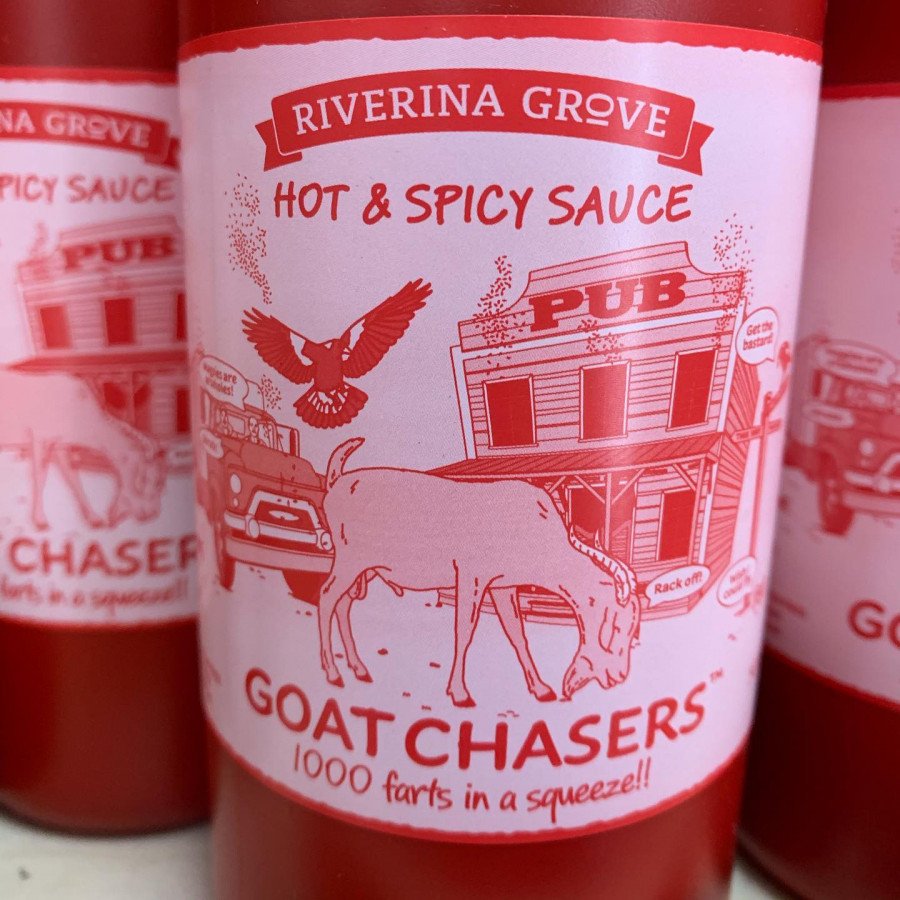 RIVERINA GROVE
HOT & SPICY SAUCE
PUB
Get the
bastard!
Rack off!
GOAT CHASERS™
1000 farts in a squeeze!!
NA GROVE
PICY SAUCE
PUB
CHASER
farts in a squeeze!!
GO